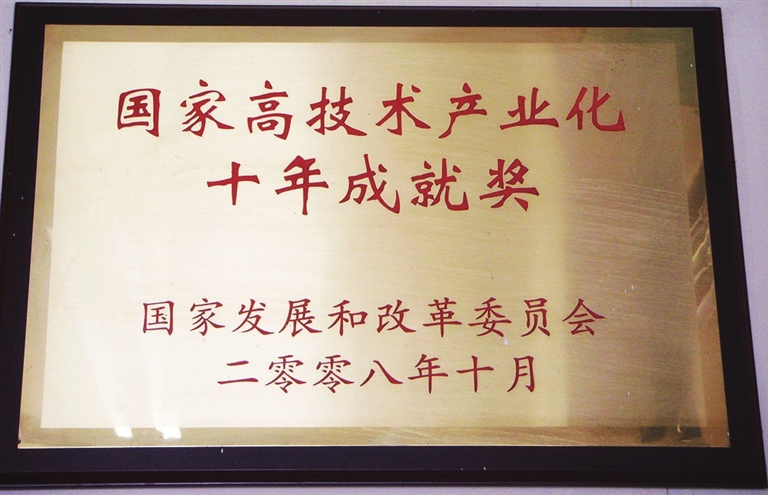 国家高技术产业化
十年成就奖
国家发展和改革委员会
二零零八年十月